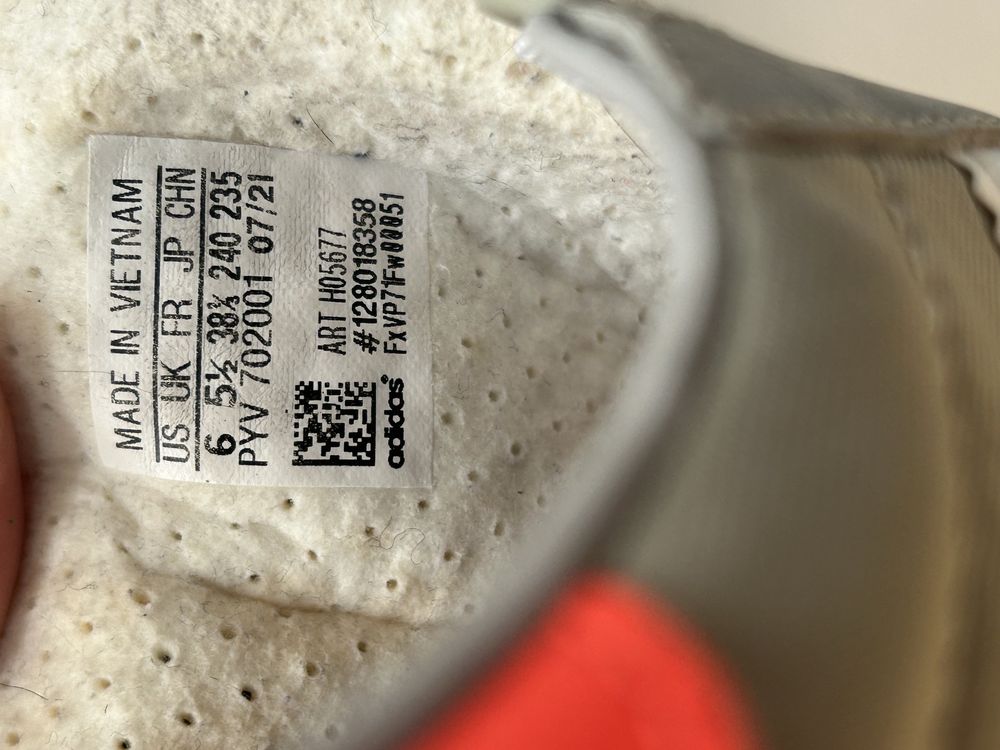 MADE IN VIETNAM
US UK FR JP CHN
6 5½ 38⅔ 240 235
PYV 702001 07/21
ART H05677
#128018358
FxVP71Fw00051
adidas®